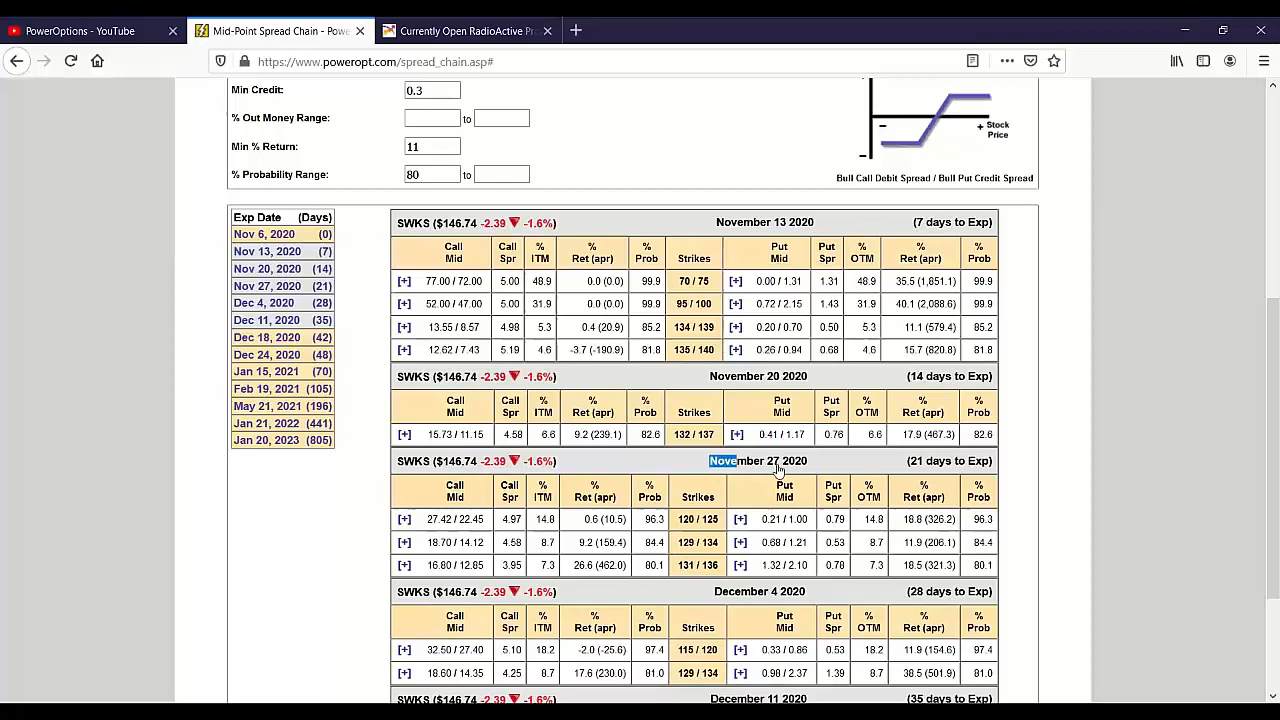 PowerOptions - YouTube
Mid-Point Spread Chain - Powe
Currently Open RadioActive Pro
https://www.poweropt.com/spread_chain.asp#
Min Credit: 0.3
% Out Money Range: to
Min % Return: 11
% Probability Range: 80 to
Stock
Price
Bull Call Debit Spread / Bull Put Credit Spread
Exp Date (Days)
Nov 6, 2020 (0)
Nov 13, 2020 (7)
Nov 20, 2020 (14)
Nov 27, 2020 (21)
Dec 4, 2020 (28)
Dec 11, 2020 (35)
Dec 18, 2020 (42)
Dec 24, 2020 (48)
Jan 15, 2021 (70)
Feb 19, 2021 (105)
May 21, 2021 (196)
Jan 21, 2022 (441)
Jan 20, 2023 (805)
SWKS ($146.74 -2.39 ▼ -1.6%) November 13 2020 (7 days to Exp)
Call Call % % % Put Put % % %
Mid Spr ITM Ret (apr) Prob Strikes Mid Spr OTM Ret (apr) Prob
[+] 77.00 / 72.00 5.00 48.9 0.0 (0.0) 99.9 70 / 75 [+] 0.00 / 1.31 1.31 48.9 35.5 (1,851.1) 99.9
[+] 52.00 / 47.00 5.00 31.9 0.0 (0.0) 99.9 95 / 100 [+] 0.72 / 2.15 1.43 31.9 40.1 (2,088.6) 99.9
[+] 13.55 / 8.57 4.98 5.3 0.4 (20.9) 85.2 134 / 139 [+] 0.20 / 0.70 0.50 5.3 11.1 (579.4) 85.2
[+] 12.62 / 7.43 5.19 4.6 -3.7 (-190.9) 81.8 135 / 140 [+] 0.26 / 0.94 0.68 4.6 15.7 (820.8) 81.8
SWKS ($146.74 -2.39 ▼ -1.6%) November 20 2020 (14 days to Exp)
Call Call % % % Put Put % % %
Mid Spr ITM Ret (apr) Prob Strikes Mid Spr OTM Ret (apr) Prob
[+] 15.73 / 11.15 4.58 6.6 9.2 (239.1) 82.6 132 / 137 [+] 0.41 / 1.17 0.76 6.6 17.9 (467.3) 82.6
SWKS ($146.74 -2.39 ▼ -1.6%) November 27 2020 (21 days to Exp)
Call Call % % % Put Put % % %
Mid Spr ITM Ret (apr) Prob Strikes Mid Spr OTM Ret (apr) Prob
[+] 27.42 / 22.45 4.97 14.8 0.6 (10.5) 96.3 120 / 125 [+] 0.21 / 1.00 0.79 14.8 18.8 (326.2) 96.3
[+] 18.70 / 14.12 4.58 8.7 9.2 (159.4) 84.4 129 / 134 [+] 0.68 / 1.21 0.53 8.7 11.9 (206.1) 84.4
[+] 16.80 / 12.85 3.95 7.3 26.6 (462.0) 80.1 131 / 136 [+] 1.32 / 2.10 0.78 7.3 18.5 (321.3) 80.1
SWKS ($146.74 -2.39 ▼ -1.6%) December 4 2020 (28 days to Exp)
Call Call % % % Put Put % % %
Mid Spr ITM Ret (apr) Prob Strikes Mid Spr OTM Ret (apr) Prob
[+] 32.50 / 27.40 5.10 18.2 -2.0 (-25.6) 97.4 115 / 120 [+] 0.33 / 0.86 0.53 18.2 11.9 (154.6) 97.4
[+] 18.60 / 14.35 4.25 8.7 17.6 (230.0) 81.0 129 / 134 [+] 0.98 / 2.37 1.39 8.7 38.5 (501.9) 81.0
SWKS ($146.74 -2.39 ▼ -1.6%) December 11 2020 (35 days to Exp)